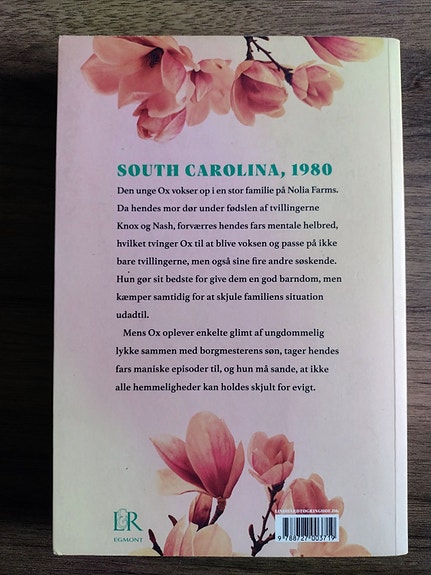 SOUTH CAROLINA, 1980
Den unge Ox vokser op i en stor familie på Nolia Farms.
Da hendes mor dør under fødslen af tvillingerne
Knox og Nash, forværres hendes fars mentale helbred,
hvilket tvinger Ox til at blive voksen og passe på ikke
bare tvillingerne, men også sine fire andre søskende.
Hun gør sit bedste for give dem en god barndom, men
kæmper samtidig for at skjule familiens situation
udadtil.
Mens Ox oplever enkelte glimt af ungdommelig
lykke sammen med borgmesterens søn, tager hendes
fars maniske episoder til, og hun må sande, at ikke
alle hemmeligheder kan holdes skjult for evigt.
L&R
EGMONT
LINDHARDTOGRINGHOF.DK
9 788727 003719